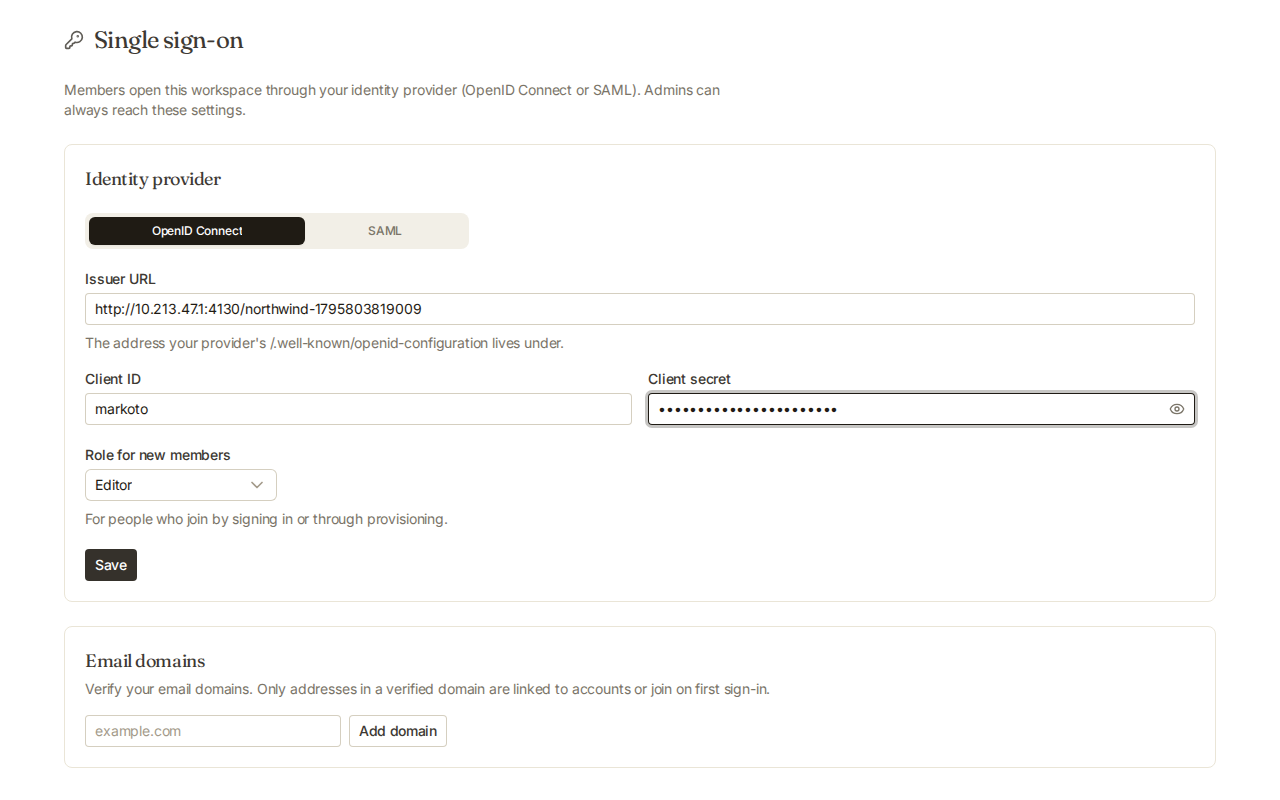 Single sign-on
Members open this workspace through your identity provider (OpenID Connect or SAML). Admins can
always reach these settings.
Identity provider
OpenID Connect
SAML
Issuer URL
http://10.213.47.1:4130/northwind-1795803819009
The address your provider's /.well-known/openid-configuration lives under.
Client ID
Client secret
markoto
•••••••••••••••••••••••
Role for new members
Editor
For people who join by signing in or through provisioning.
Save
Email domains
Verify your email domains. Only addresses in a verified domain are linked to accounts or join on first sign-in.
example.com
Add domain